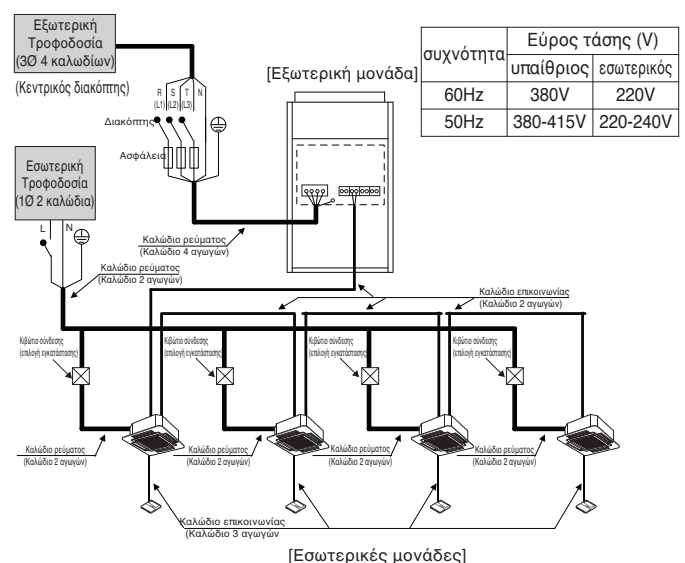 Εξωτερική
Τροφοδοσία
(3Ø 4 καλωδίων)
(Κεντρικός διακόπτης)
[Εξωτερική μονάδα]
συχνότητα Εύρος τάσης (V)
υπαίθριος εσωτερικός
60Hz 380V 220V
50Hz 380-415V 220-240V
R S T N
(L1) (L2) (L3)
Διακόπτης
Ασφάλεια
Εσωτερική
Τροφοδοσία
(1Ø 2 καλώδια)
L N
Καλώδιο ρεύματος
(Καλώδιο 4 αγωγών)
Καλώδιο ρεύματος
(Καλώδιο 2 αγωγών)
Καλώδιο επικοινωνίας
(Καλώδιο 2 αγωγών)
Κιβώτιο σύνδεσης
(επιλογή εγκατάστασης)
Κιβώτιο σύνδεσης
(επιλογή εγκατάστασης)
Κιβώτιο σύνδεσης
(επιλογή εγκατάστασης)
Κιβώτιο σύνδεσης
(επιλογή εγκατάστασης)
Καλώδιο ρεύματος
(Καλώδιο 2 αγωγών)
Καλώδιο ρεύματος
(Καλώδιο 2 αγωγών)
Καλώδιο ρεύματος
(Καλώδιο 2 αγωγών)
Καλώδιο ρεύματος
(Καλώδιο 2 αγωγών)
Καλώδιο επικοινωνίας
(Καλώδιο 3 αγωγών
[Εσωτερικές μονάδες]